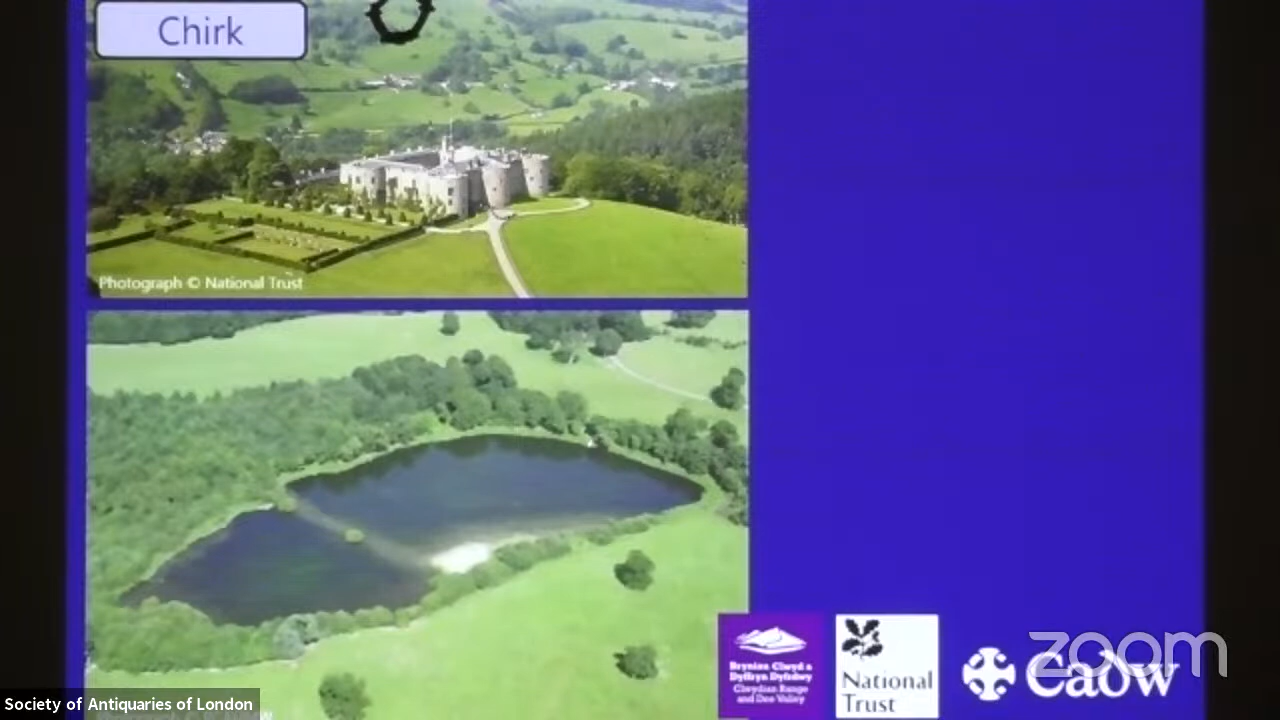 Chirk
Photograph © National Trust
Bryniau Clwyd a
Dyffryn Dyfrdwy
Clwydian Range
and Dee Valley
National
Trust
Cadw
zoom
Society of Antiquaries of London